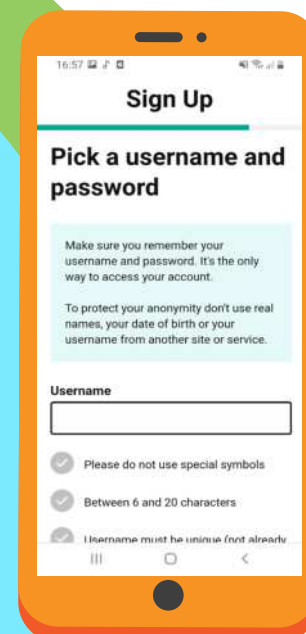 16:57
Sign Up
Pick a username and
password
Make sure you remember your
username and password. It's the only
way to access your account.
To protect your anonymity don't use real
names, your date of birth or your
username from another site or service.
Username
Please do not use special symbols
Between 6 and 20 characters
Username must be unique (not already